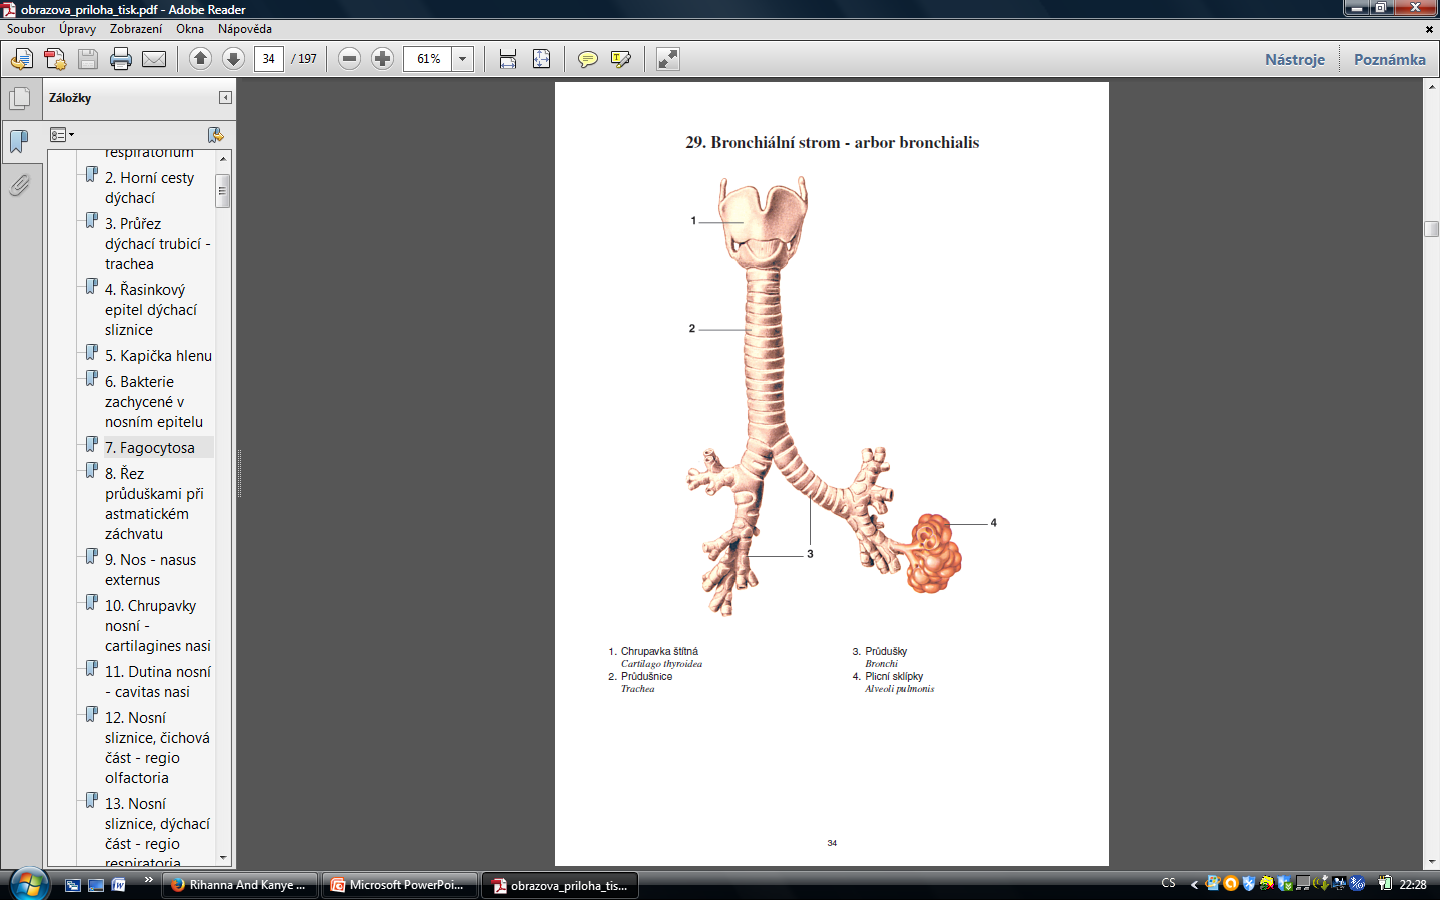 obrazova_priloha_tisk.pdf - Adobe Reader
Soubor Úpravy Zobrazení Okna Nápověda
34 / 197 61% Nástroje Poznámka
Záložky
respiratorium
2. Horní cesty
dýchací
3. Průřez
dýchací trubicí -
trachea
4. Řasinkový
epitel dýchací
sliznice
5. Kapička hlenu
6. Bakterie
zachycené v
nosním epitelu
7. Fagocytosa
8. Řez
průduškami při
astmatickém
záchvatu
9. Nos - nasus
externus
10. Chrupavky
nosní -
cartilagines nasi
11. Dutina nosní
- cavitas nasi
12. Nosní
sliznice, čichová
část - regio
olfactoria
13. Nosní
sliznice, dýchací
část - regio
respiratoria
29. Bronchiální strom - arbor bronchialis
1
2
3
4
1. Chrupavka štítná
Cartilago thyroidea
2. Průdušnice
Trachea
3. Průdušky
Bronchi
4. Plicní sklípky
Alveoli pulmonis
34
Rihanna And Kanye ... Microsoft PowerPoi... obrazova_priloha_tis... CS 22:28